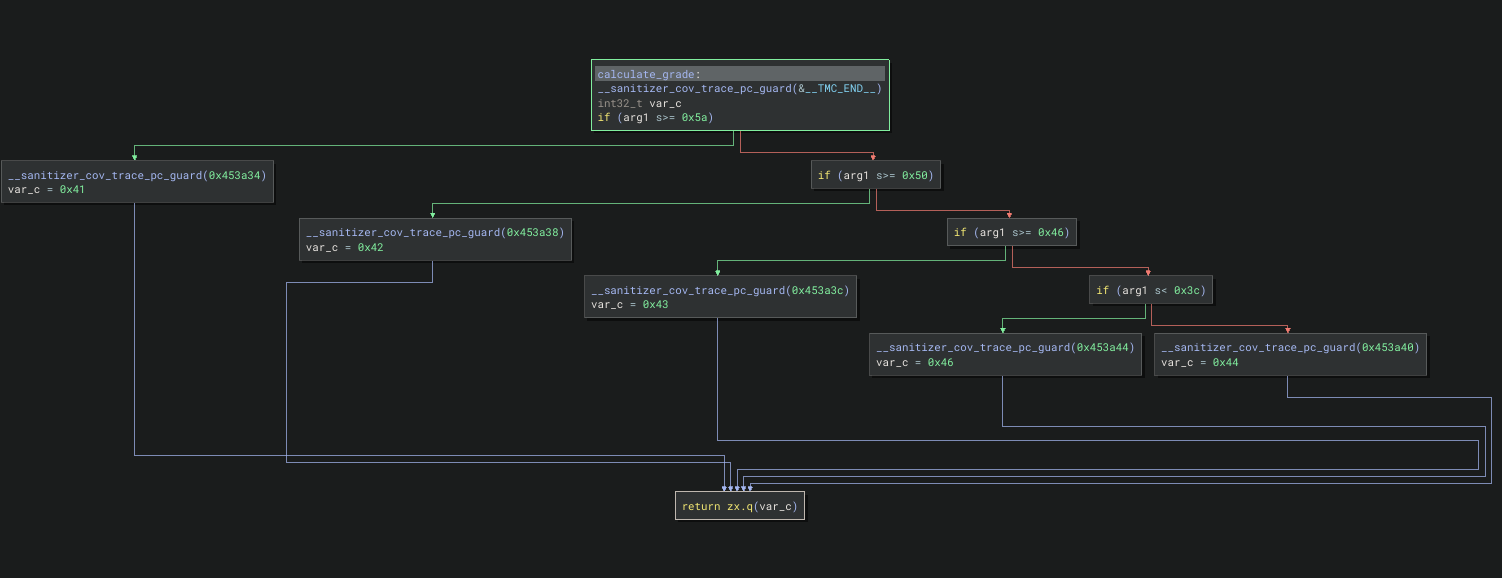 calculate_grade:
__sanitizer_cov_trace_pc_guard(&__TMC_END__)
int32_t var_c
if (arg1 s>= 0x5a)
__sanitizer_cov_trace_pc_guard(0x453a34)
var_c = 0x41
if (arg1 s>= 0x50)
__sanitizer_cov_trace_pc_guard(0x453a38)
var_c = 0x42
if (arg1 s>= 0x46)
__sanitizer_cov_trace_pc_guard(0x453a3c)
var_c = 0x43
if (arg1 s< 0x3c)
__sanitizer_cov_trace_pc_guard(0x453a44)
var_c = 0x46
__sanitizer_cov_trace_pc_guard(0x453a40)
var_c = 0x44
return zx.q(var_c)